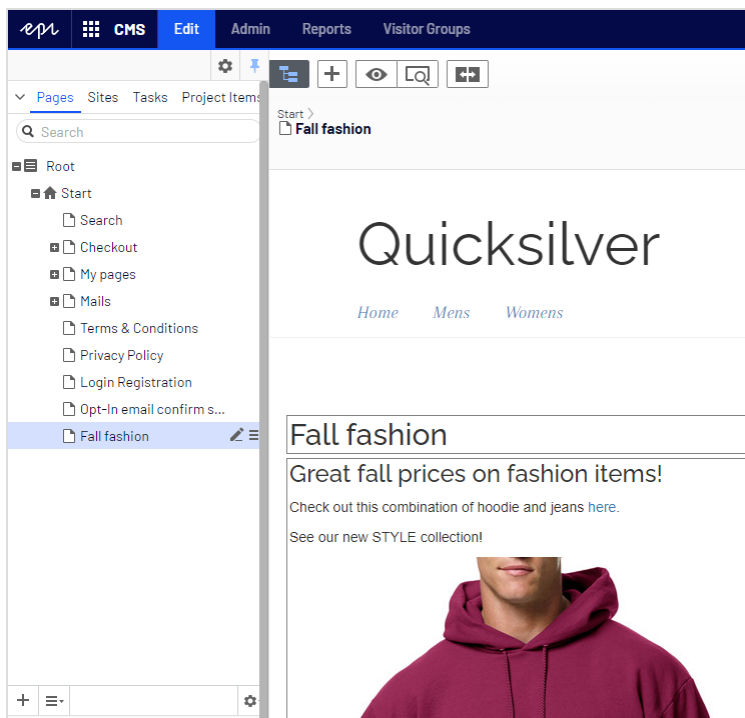 epi CMS Edit Admin Reports Visitor Groups
Pages Sites Tasks Project Items
Search
Root
Start
Search
Checkout
My pages
Mails
Terms & Conditions
Privacy Policy
Login Registration
Opt-In email confirm s...
Fall fashion
Start
Fall fashion
Quicksilver
Home Mens Womens
Fall fashion
Great fall prices on fashion items!
Check out this combination of hoodie and jeans here.
See our new STYLE collection!